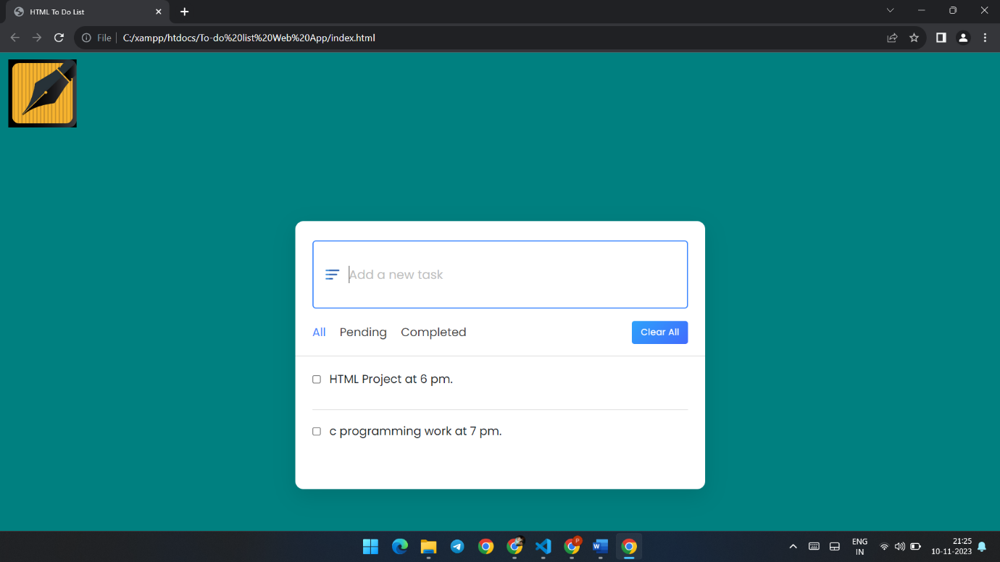 HTML To Do List
File C:/xampp/htdocs/To-do%20list%20Web%20App/index.html
Add a new task
All Pending Completed Clear All
HTML Project at 6 pm.
c programming work at 7 pm.
P
W
ENG
IN
21:25
10-11-2023